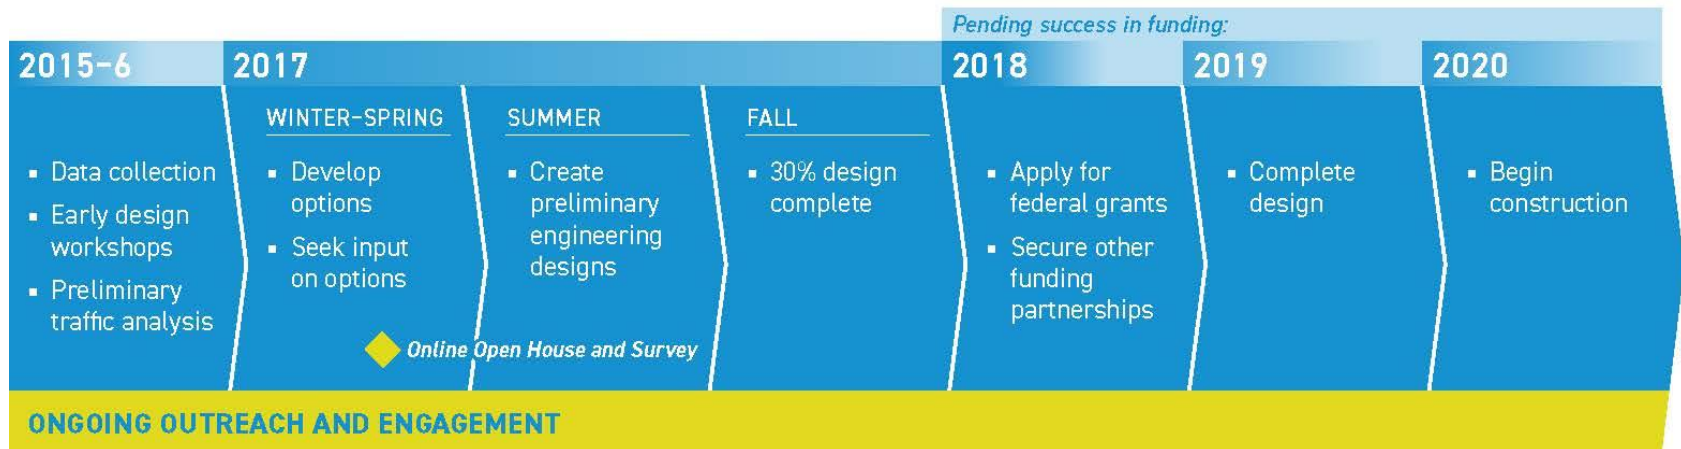 Pending success in funding:
2015-6
2017
2018
2019
2020
▪ Data collection
▪ Early design
workshops
▪ Preliminary
traffic analysis
WINTER-SPRING
▪ Develop
options
▪ Seek input
on options
SUMMER
▪ Create
preliminary
engineering
designs
FALL
▪ 30% design
complete
▪ Apply for
federal grants
▪ Secure other
funding
partnerships
▪ Complete
design
▪ Begin
construction
Online Open House and Survey
ONGOING OUTREACH AND ENGAGEMENT